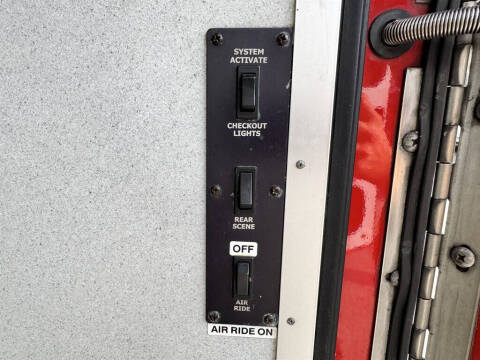 SYSTEM
ACTIVATE
CHECKOUT
LIGHTS
REAR
SCENE
OFF
AIR
RIDE
AIR RIDE ON